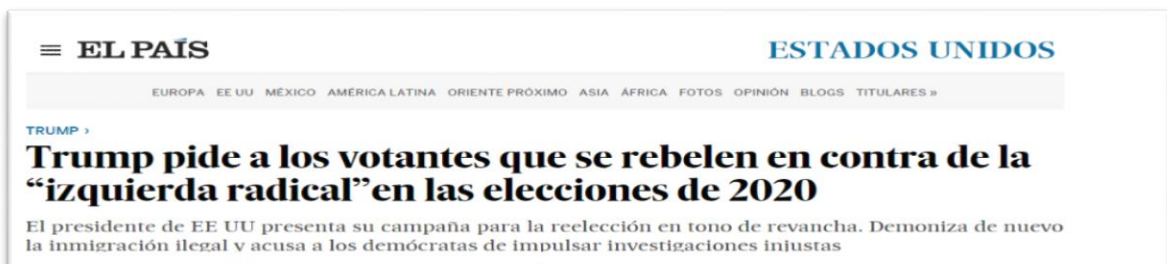 ≡ EL PAÍS ESTADOS UNIDOS
EUROPA EE UU MÉXICO AMÉRICA LATINA ORIENTE PRÓXIMO ASIA ÁFRICA FOTOS OPINIÓN BLOGS TITULARES »
TRUMP ›
Trump pide a los votantes que se rebelen en contra de la
“izquierda radical”en las elecciones de 2020
El presidente de EE UU presenta su campaña para la reelección en tono de revancha. Demoniza de nuevo
la inmigración ilegal y acusa a los demócratas de impulsar investigaciones injustas